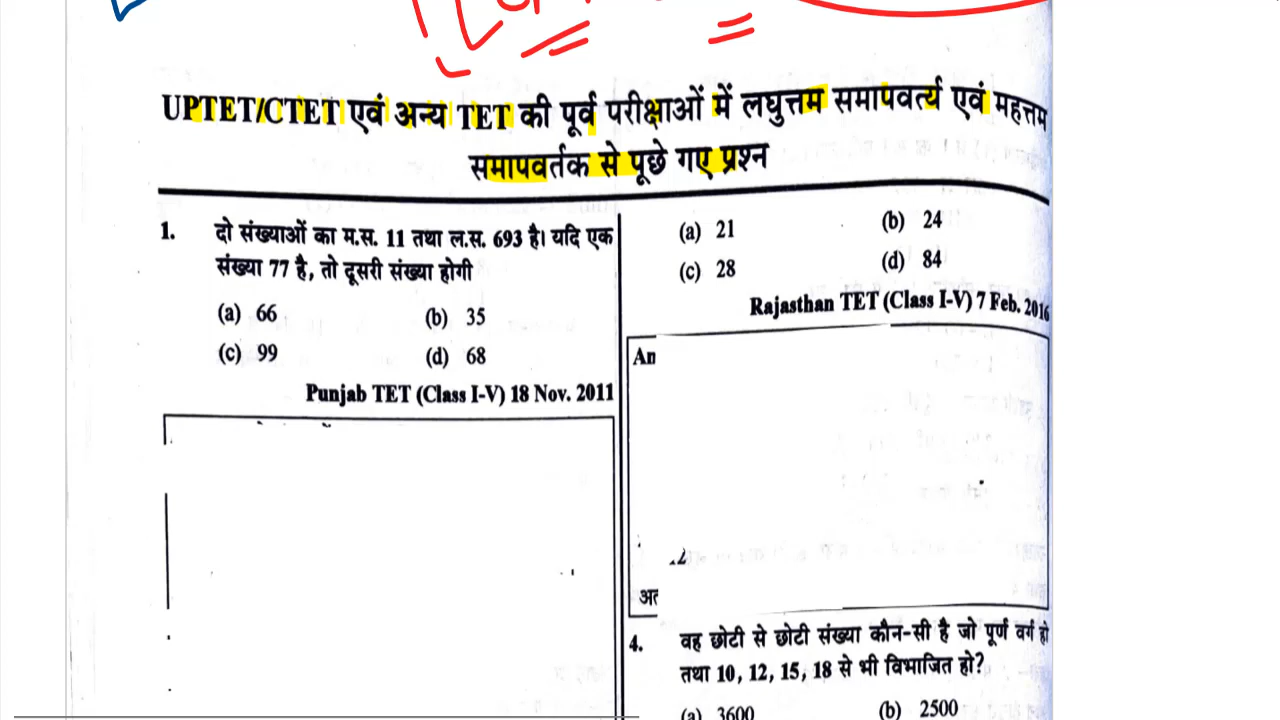 UPTET/CTET एवं अन्य TET की पूर्व परीक्षाओं में लघुत्तम समापवर्त्य एवं महत्तम
समापवर्तक से पूछे गए प्रश्न
1. दो संख्याओं का म.स. 11 तथा ल.स. 693 है। यदि एक
संख्या 77 है, तो दूसरी संख्या होगी
(a) 66 (b) 35
(c) 99 (d) 68
Punjab TET (Class I-V) 18 Nov. 2011
(a) 21 (b) 24
(c) 28 (d) 84
Rajasthan TET (Class I-V) 7 Feb. 2016
An
अत
4. वह छोटी से छोटी संख्या कौन-सी है जो पूर्ण वर्ग हो
तथा 10, 12, 15, 18 से भी विभाजित हो?
(a) 3600 (b) 2500